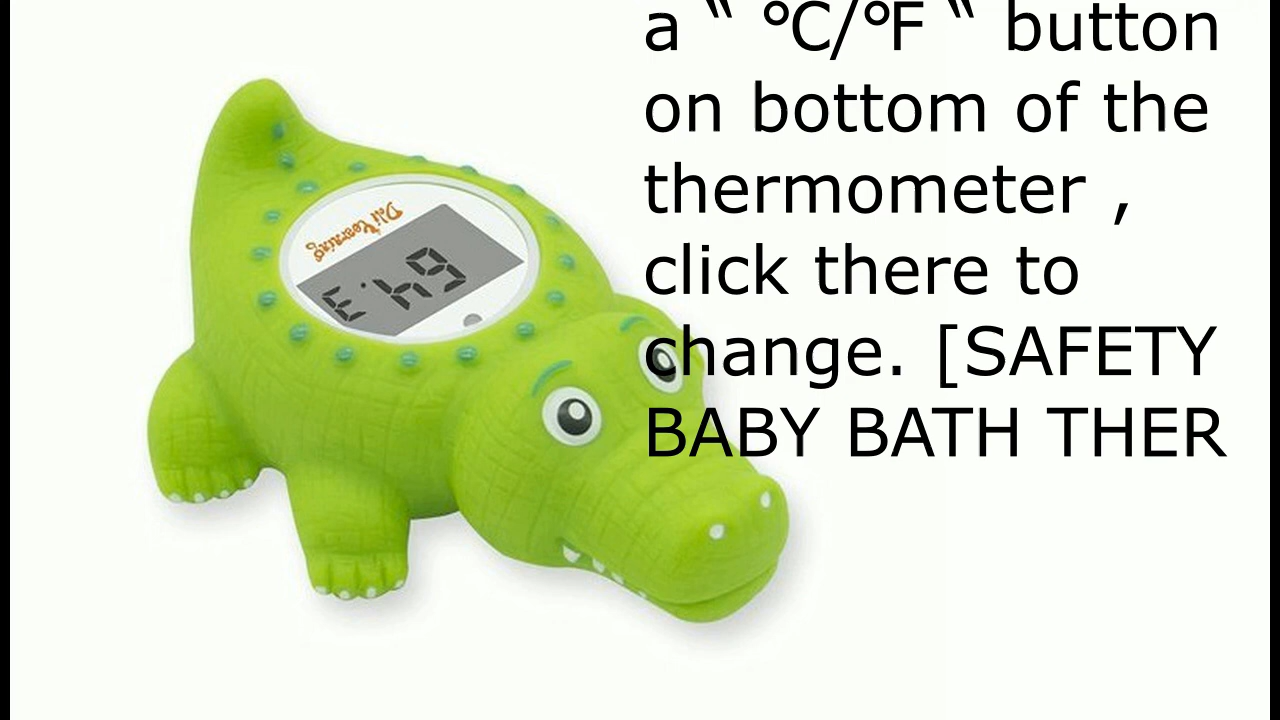 a “ ℃/℉ “ button
on bottom of the
thermometer ,
click there to
change. [SAFETY
BABY BATH THER